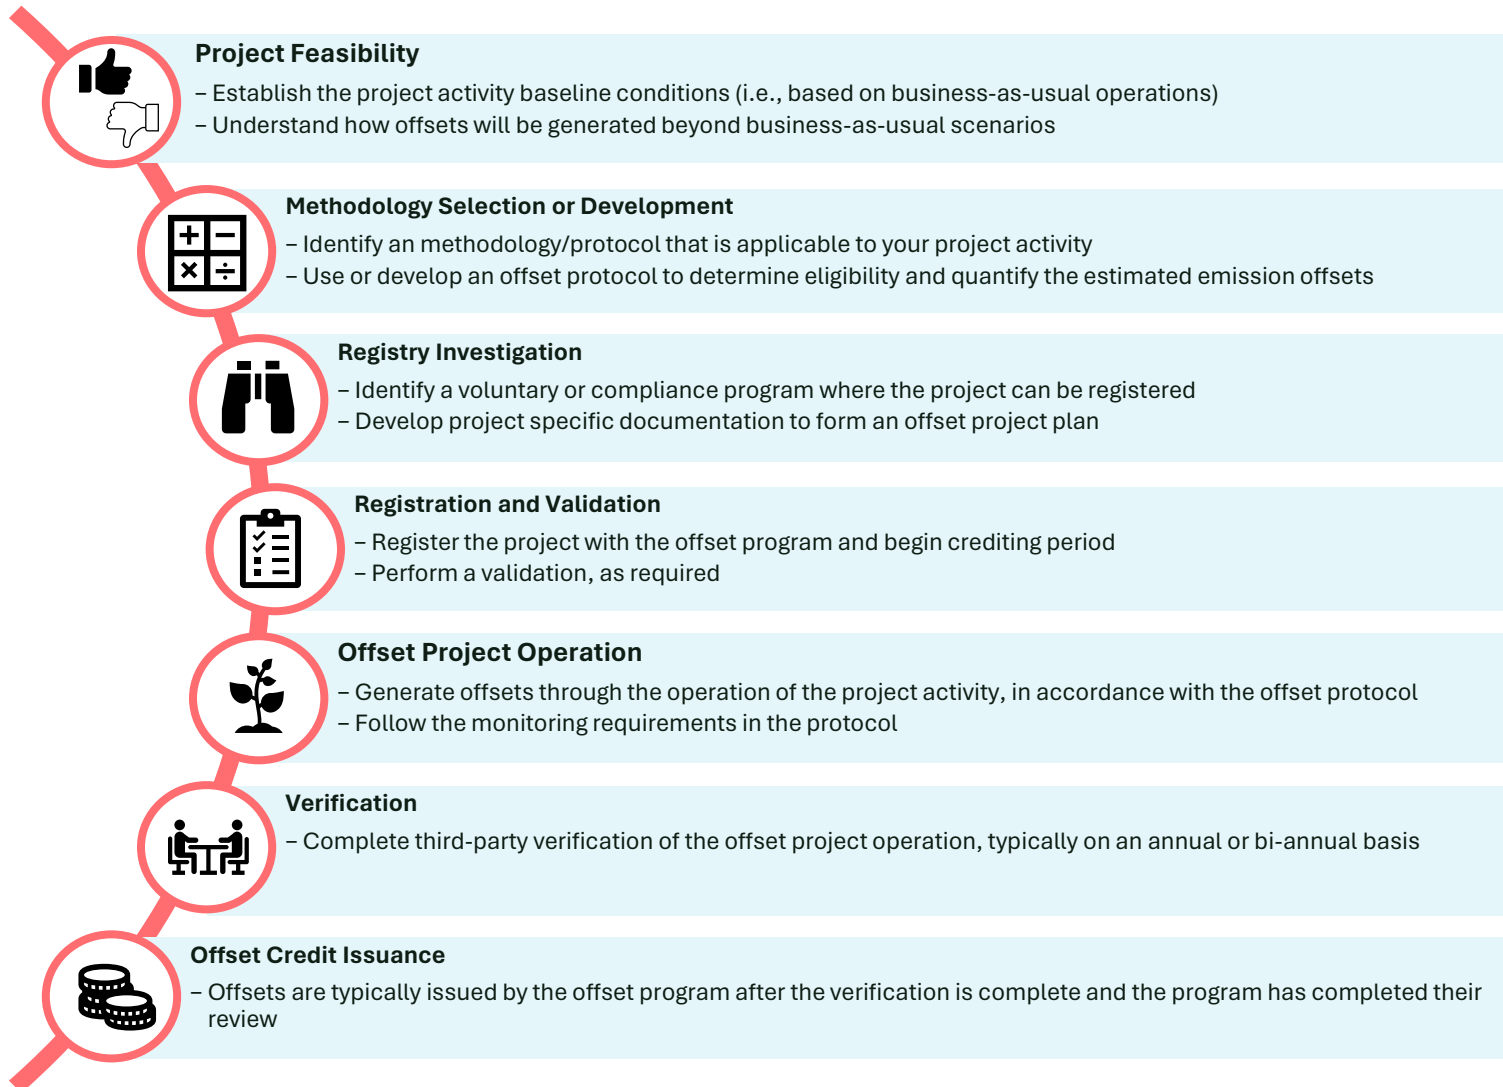 Project Feasibility
– Establish the project activity baseline conditions (i.e., based on business-as-usual operations)
– Understand how offsets will be generated beyond business-as-usual scenarios
Methodology Selection or Development
– Identify an methodology/protocol that is applicable to your project activity
– Use or develop an offset protocol to determine eligibility and quantify the estimated emission offsets
Registry Investigation
– Identify a voluntary or compliance program where the project can be registered
– Develop project specific documentation to form an offset project plan
Registration and Validation
– Register the project with the offset program and begin crediting period
– Perform a validation, as required
Offset Project Operation
– Generate offsets through the operation of the project activity, in accordance with the offset protocol
– Follow the monitoring requirements in the protocol
Verification
– Complete third-party verification of the offset project operation, typically on an annual or bi-annual basis
Offset Credit Issuance
– Offsets are typically issued by the offset program after the verification is complete and the program has completed their
review